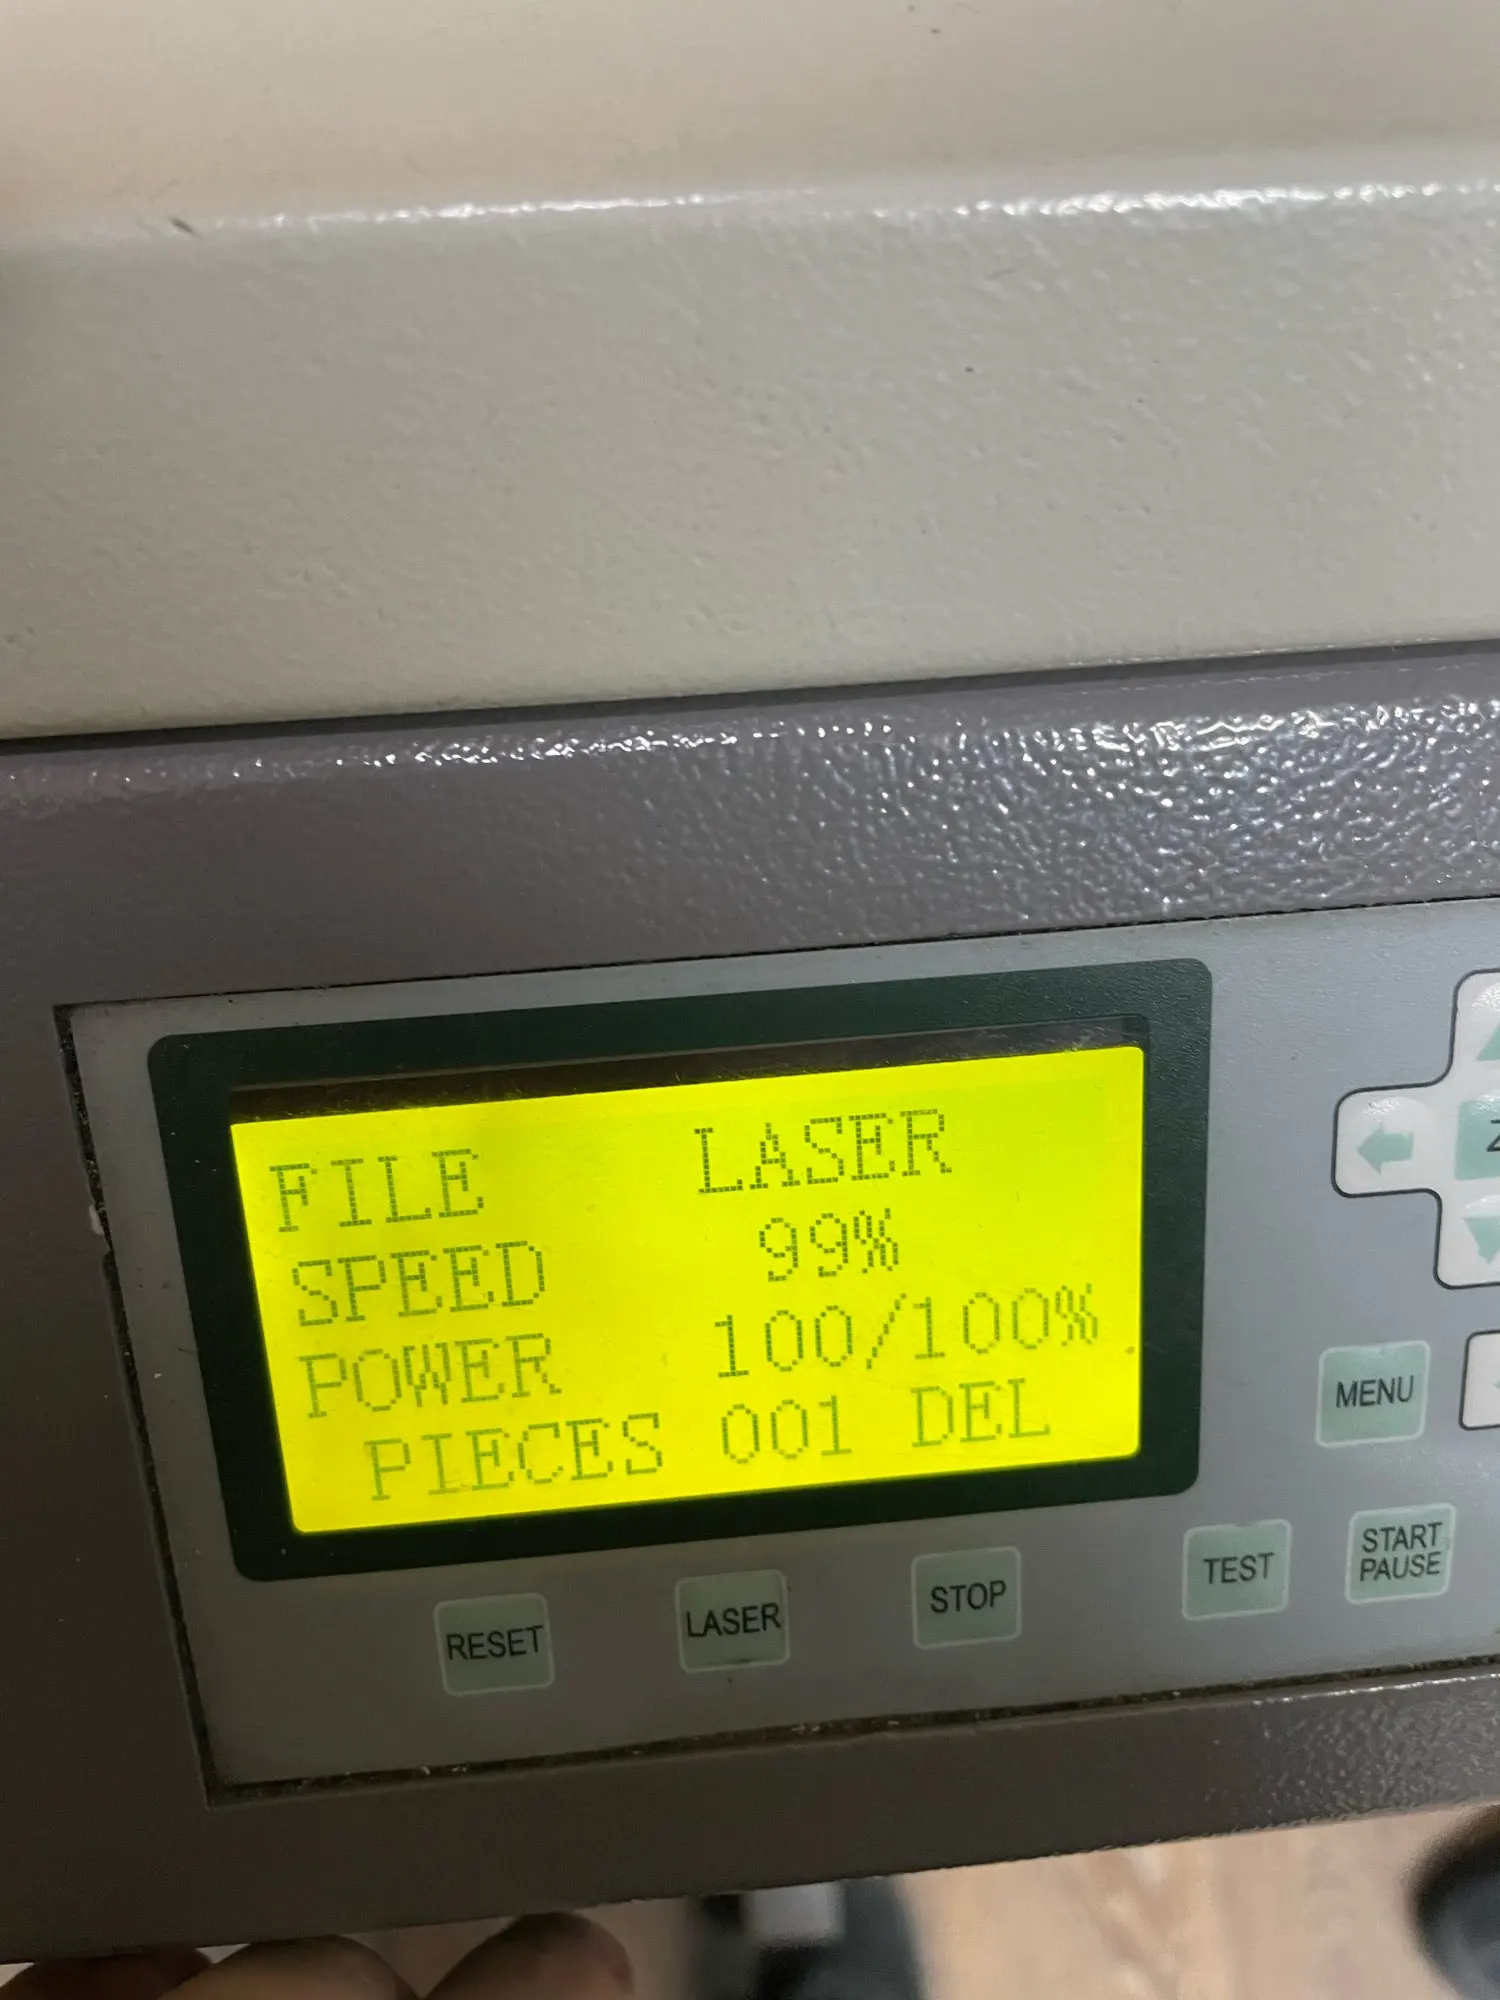 FILE LASER
SPEED 99%
POWER 100/100%
PIECES 001 DEL
Z
MENU
RESET
LASER
STOP
TEST
START
PAUSE